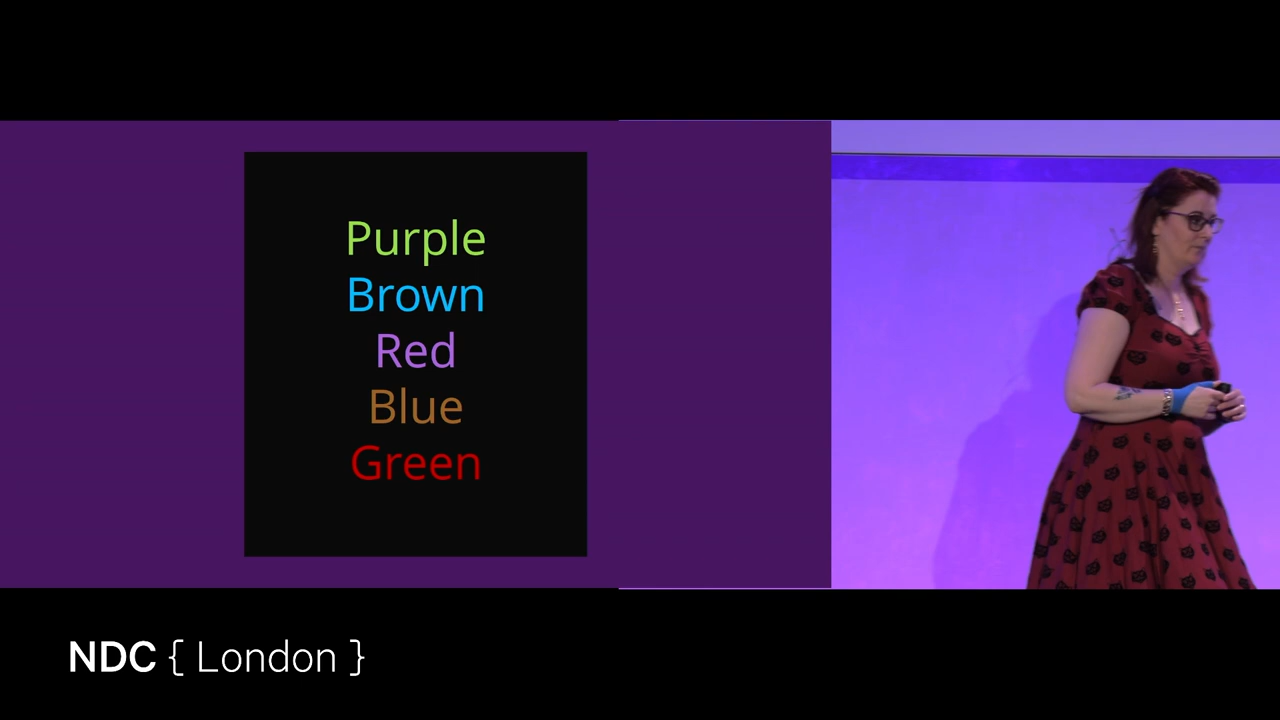 Purple
Brown
Red
Blue
Green
NDC { London }